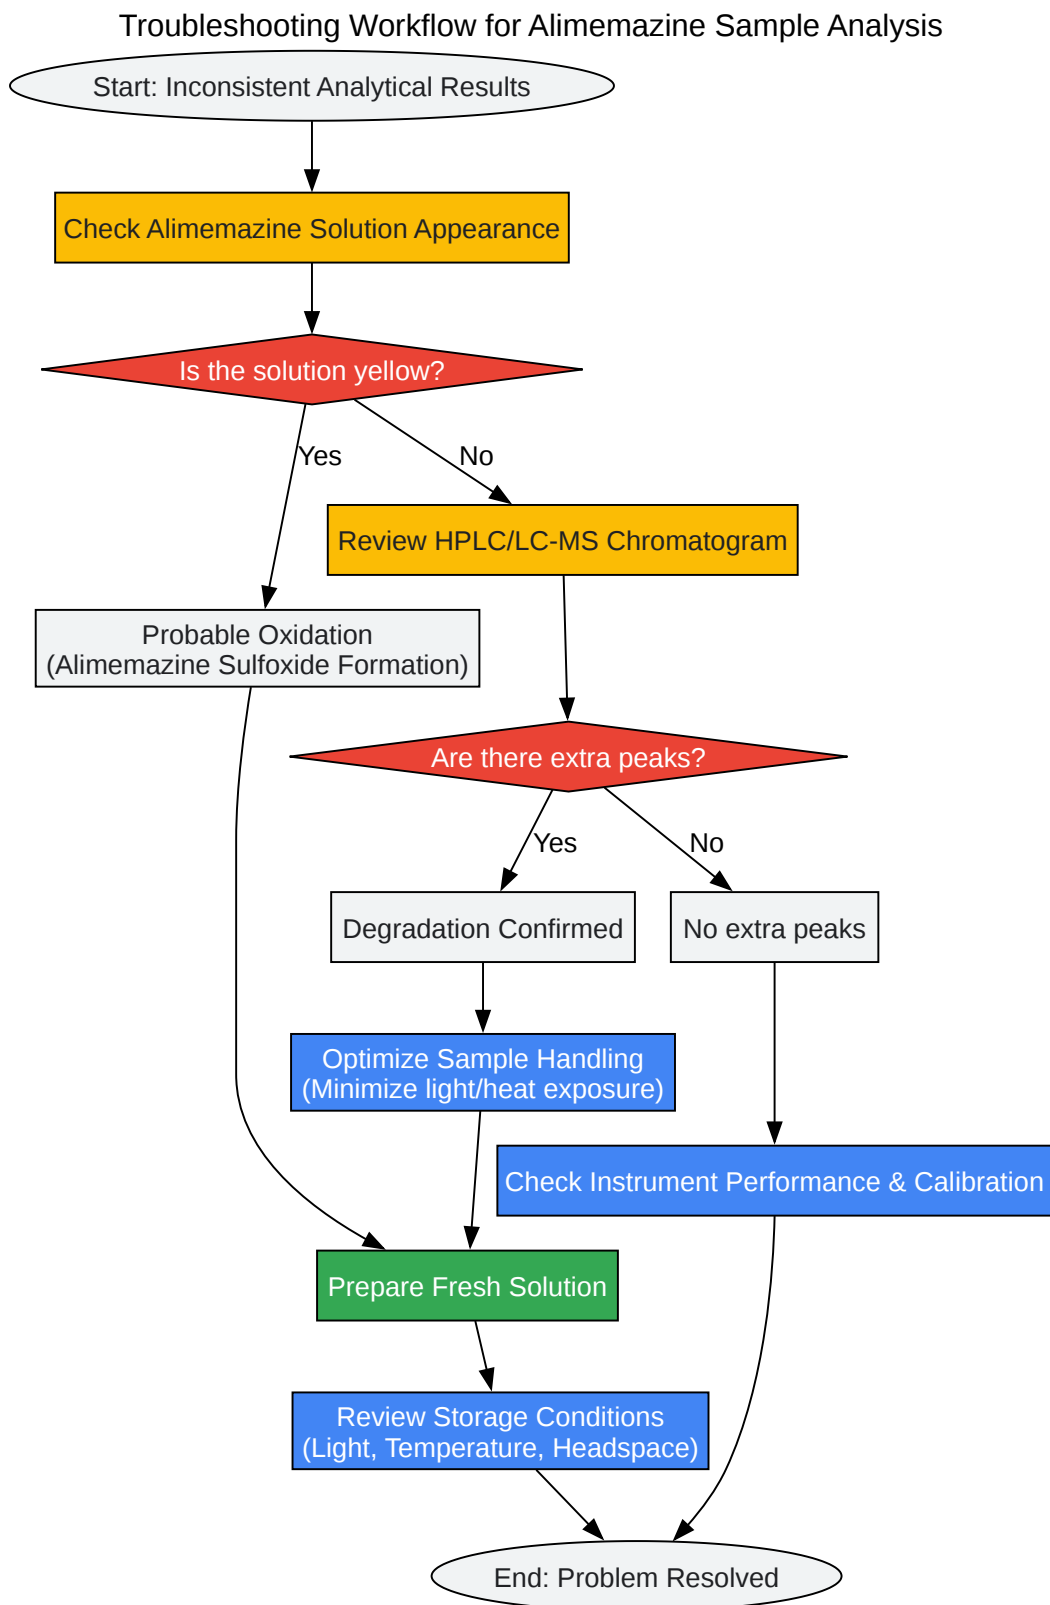 Troubleshooting Workflow for Alimemazine Sample Analysis
Start: Inconsistent Analytical Results
Check Alimemazine Solution Appearance
Is the solution yellow?
Yes
No
Review HPLC/LC-MS Chromatogram
Probable Oxidation
(Alimemazine Sulfoxide Formation)
Are there extra peaks?
Yes
No
Degradation Confirmed
No extra peaks
Optimize Sample Handling
(Minimize light/heat exposure)
Check Instrument Performance & Calibration
Prepare Fresh Solution
Review Storage Conditions
(Light, Temperature, Headspace)
End: Problem Resolved